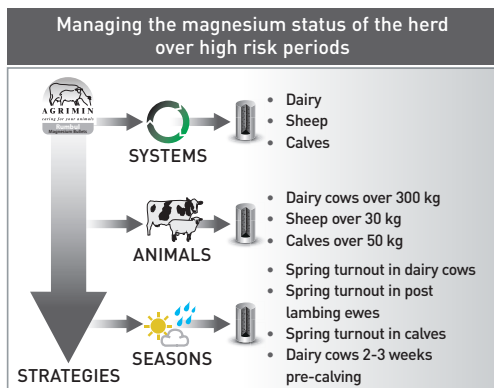 Managing the magnesium status of the herd
over high risk periods
AGRIMIN
caring for your animals
Magnesium Bolus
SYSTEMS
• Dairy
• Sheep
• Calves
ANIMALS
• Dairy cows over 300 kg
• Sheep over 30 kg
• Calves over 50 kg
SEASONS
• Spring turnout in dairy cows
• Spring turnout in post
lambing ewes
• Spring turnout in calves
• Dairy cows 2-3 weeks
pre-calving
STRATEGIES